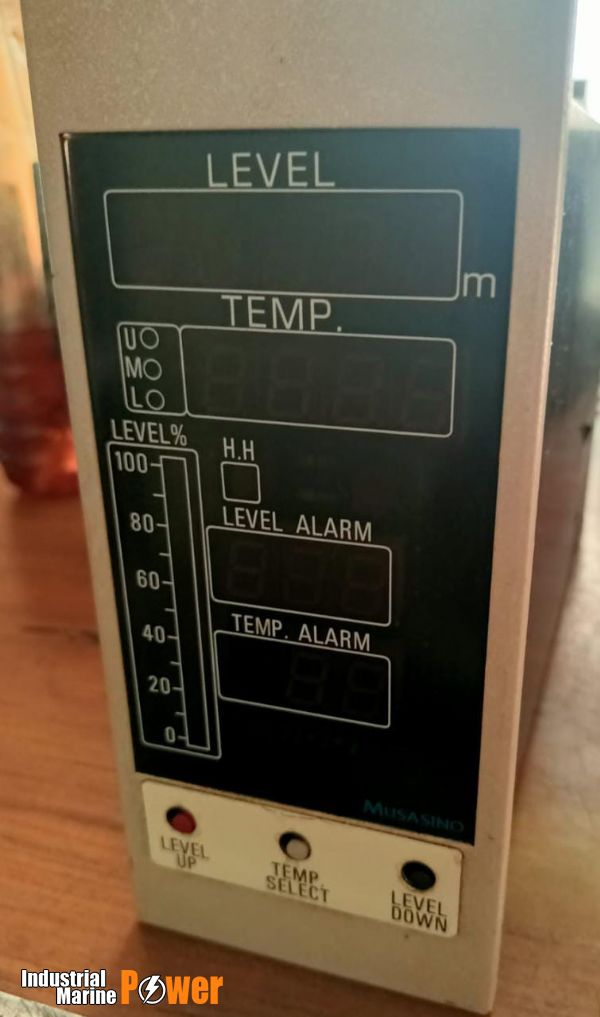 LEVEL
m
TEMP.
U
M
L
LEVEL%
H.H
100
80
60
40
20
0
LEVEL ALARM
TEMP. ALARM
MUSASINO
LEVEL
UP
TEMP.
SELECT
LEVEL
DOWN
Industrial
Marine Power